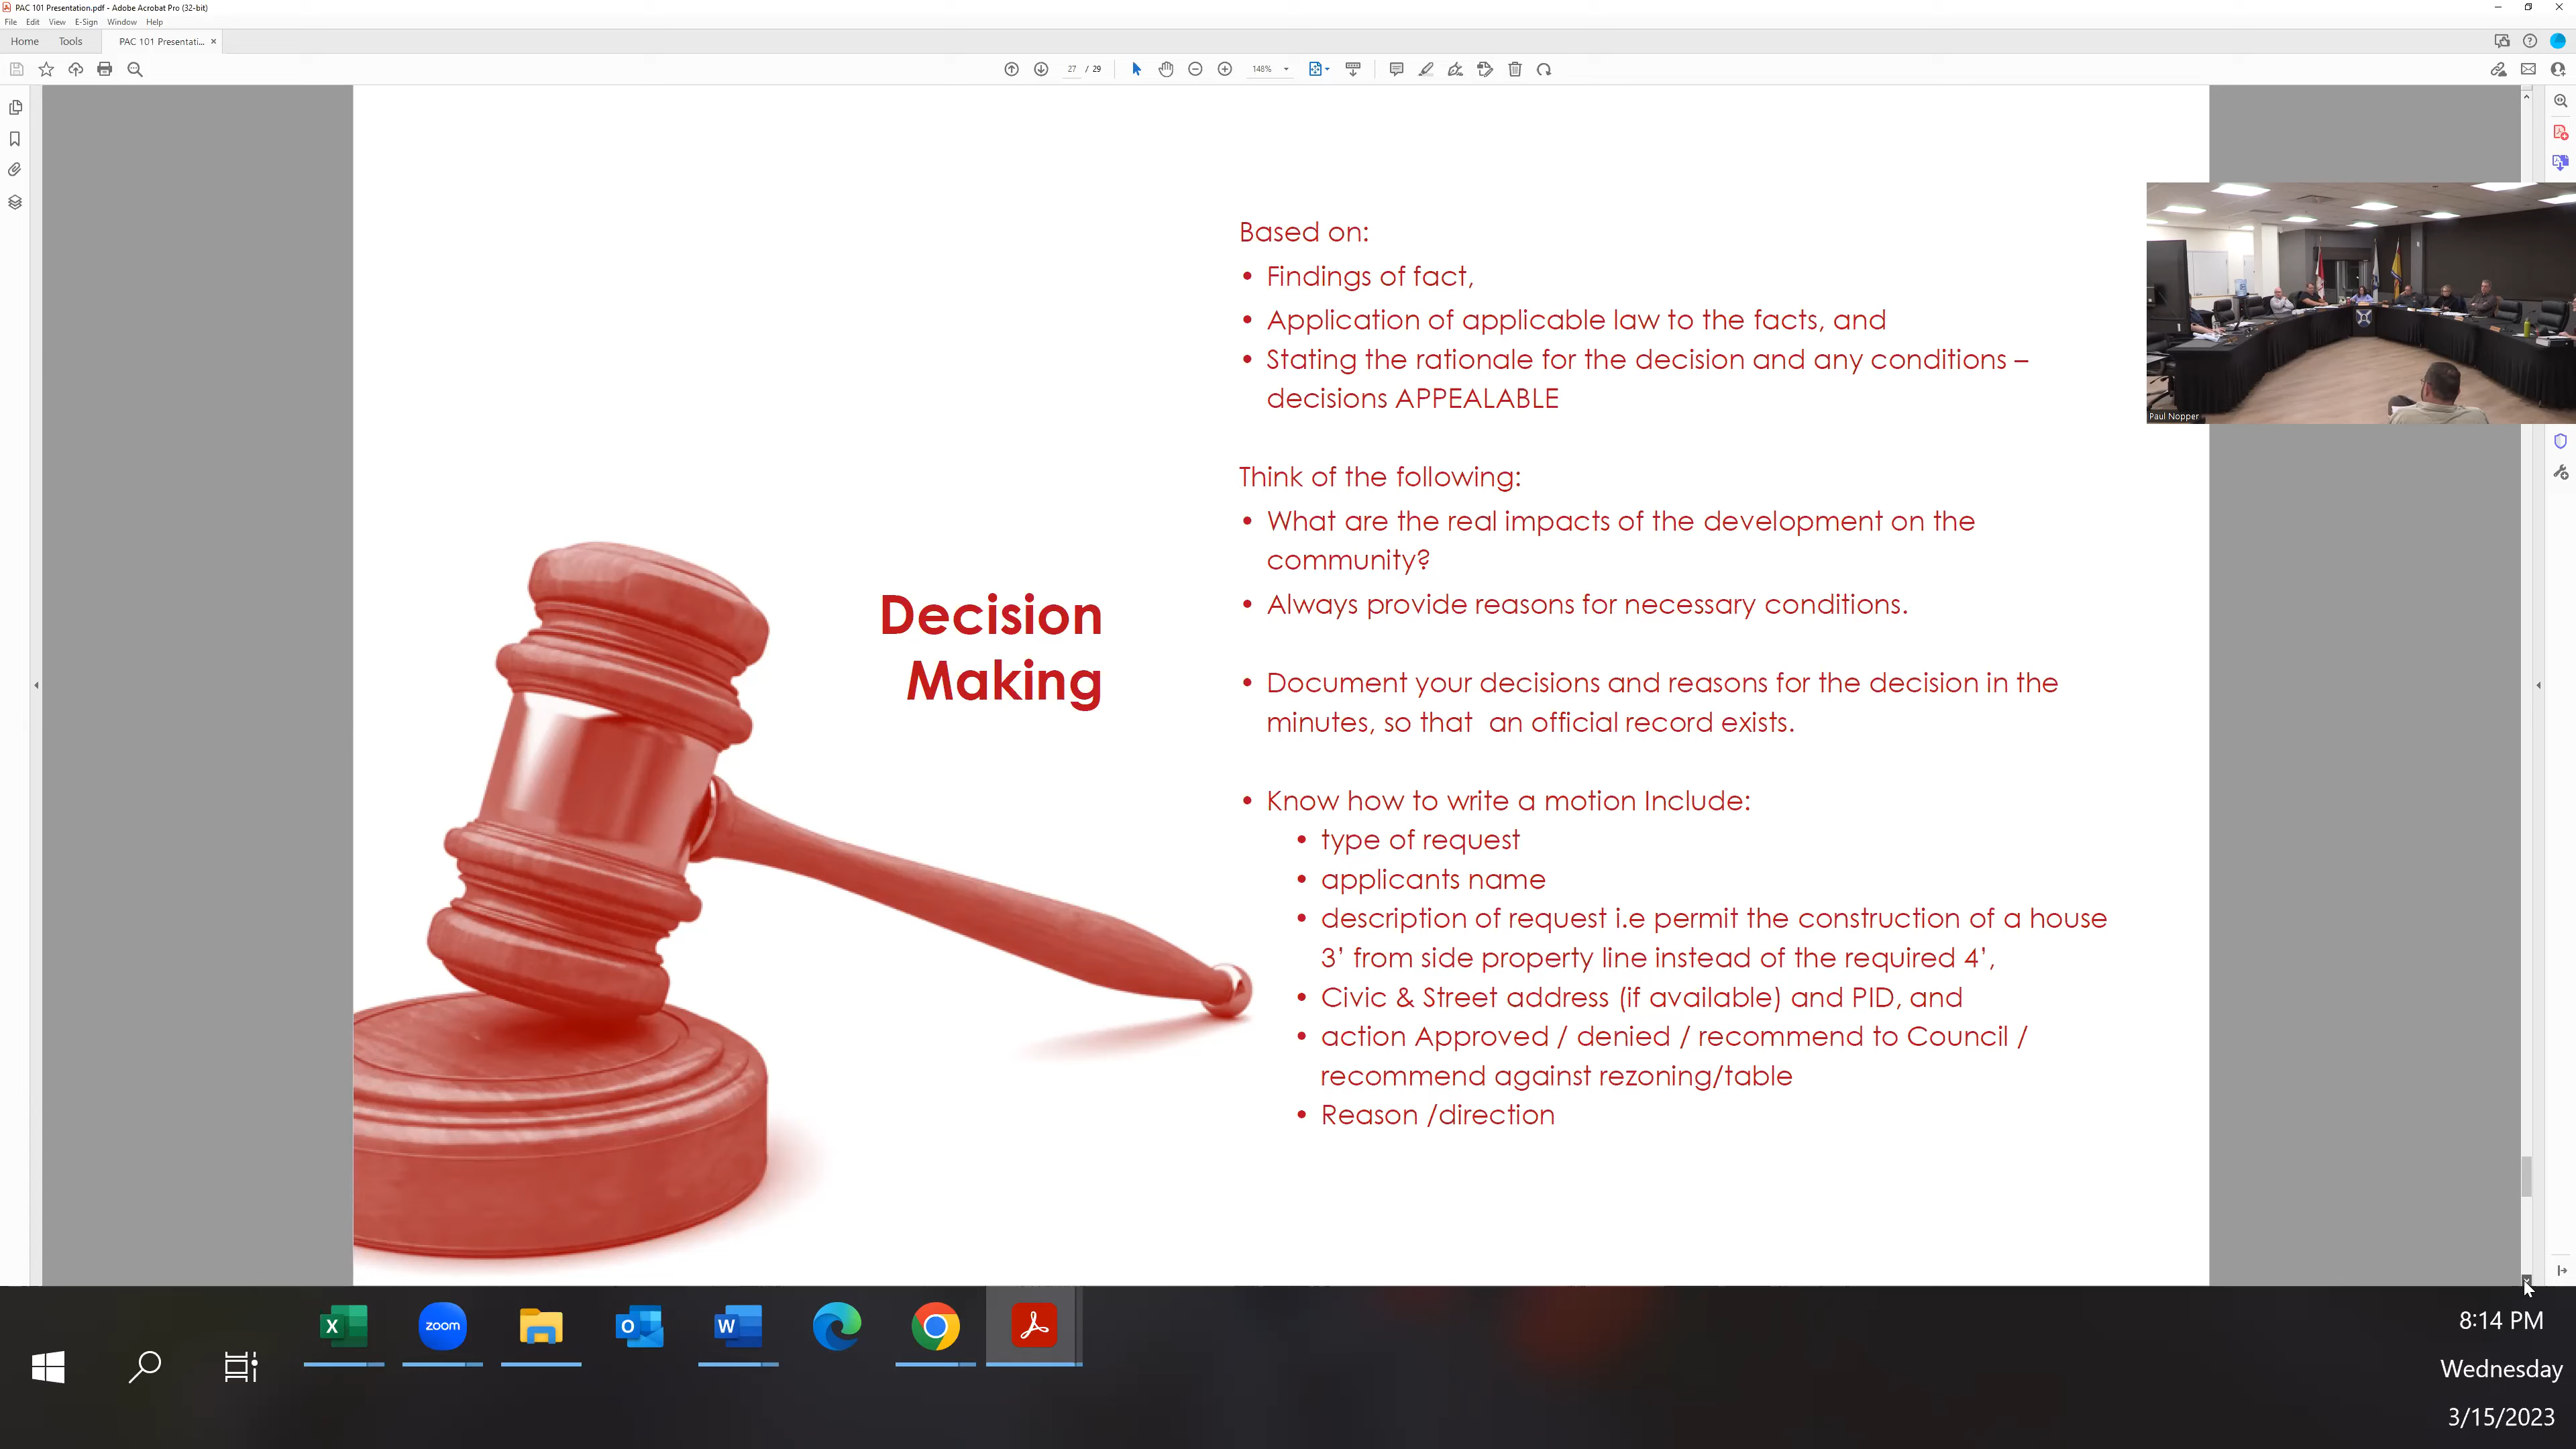 PAC 101 Presentation.pdf - Adobe Acrobat Pro (32-bit)
File Edit View E-Sign Window Help
Home Tools PAC 101 Presentati... ×
27 / 29 148%
Based on:
• Findings of fact,
• Application of applicable law to the facts, and
• Stating the rationale for the decision and any conditions –
decisions APPEALABLE
Paul Nopper
Think of the following:
• What are the real impacts of the development on the
community?
• Always provide reasons for necessary conditions.
Decision
Making
• Document your decisions and reasons for the decision in the
minutes, so that  an official record exists.
• Know how to write a motion Include:
• type of request
• applicants name
• description of request i.e permit the construction of a house
3’ from side property line instead of the required 4’,
• Civic & Street address (if available) and PID, and
• action Approved / denied / recommend to Council /
recommend against rezoning/table
• Reason /direction
X zoom O W
8:14 PM
Wednesday
3/15/2023